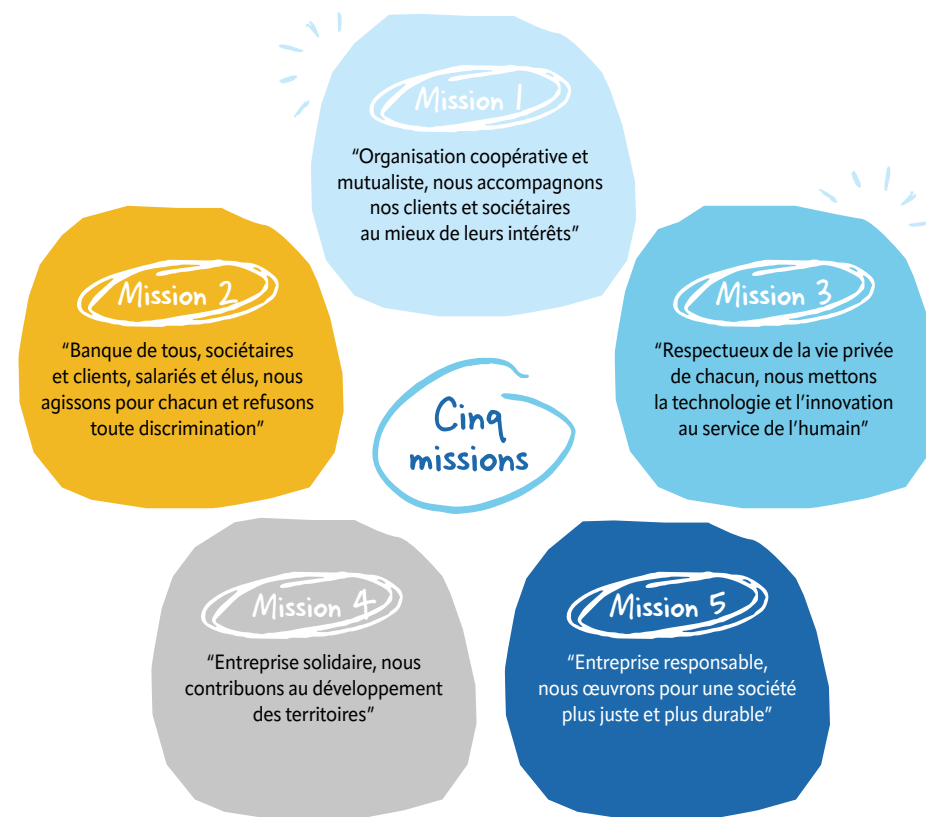 Mission 1
“Organisation coopérative et
mutualiste, nous accompagnons
nos clients et sociétaires
au mieux de leurs intérêts”
Mission 2
“Banque de tous, sociétaires
et clients, salariés et élus, nous
agissons pour chacun et refusons
toute discrimination”
Mission 3
“Respectueux de la vie privée
de chacun, nous mettons
la technologie et l’innovation
au service de l’humain”
Cinq
missions
Mission 4
“Entreprise solidaire, nous
contribuons au développement
des territoires”
Mission 5
“Entreprise responsable,
nous œuvrons pour une société
plus juste et plus durable”